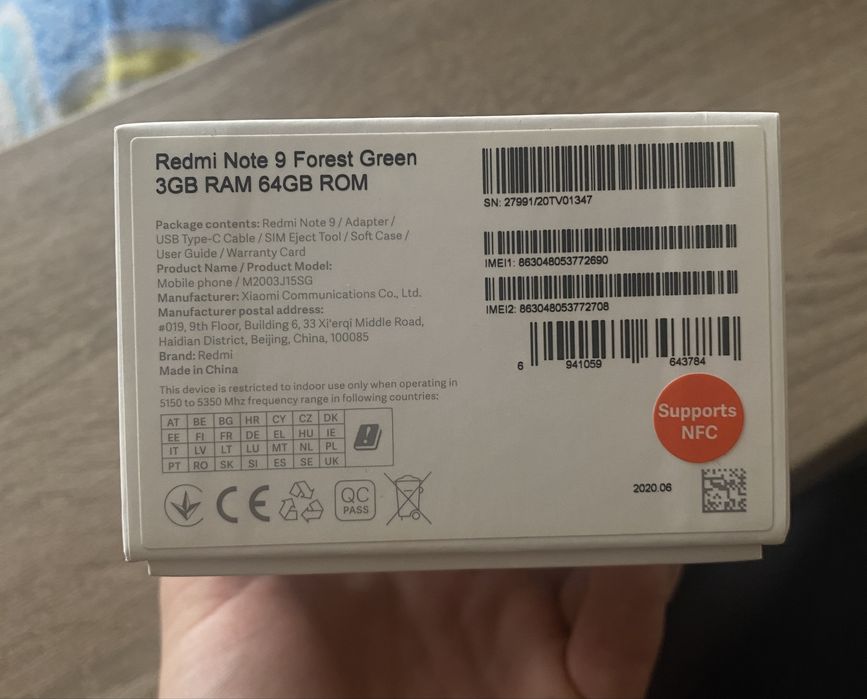 Redmi Note 9 Forest Green
3GB RAM 64GB ROM
Package contents: Redmi Note 9 / Adapter /
USB Type-C Cable / SIM Eject Tool / Soft Case /
User Guide / Warranty Card
Product Name / Product Model:
Mobile phone / M2003J15SG
Manufacturer: Xiaomi Communications Co., Ltd.
Manufacturer postal address:
#019, 9th Floor, Building 6, 33 Xi'erqi Middle Road,
Haidian District, Beijing, China, 100085
Brand: Redmi
Made in China
This device is restricted to indoor use only when operating in
5150 to 5350 Mhz frequency range in following countries:
AT BE BG HR CY CZ DK
EE FI FR DE EL HU IE
IT LV LT LU MT NL PL
PT RO SK SI ES SE UK
CE
QC
PASS
SN: 27991/20TV01347
IMEI1: 863048053772690
IMEI2: 863048053772708
6 941059 643784
Supports
NFC
2020.06